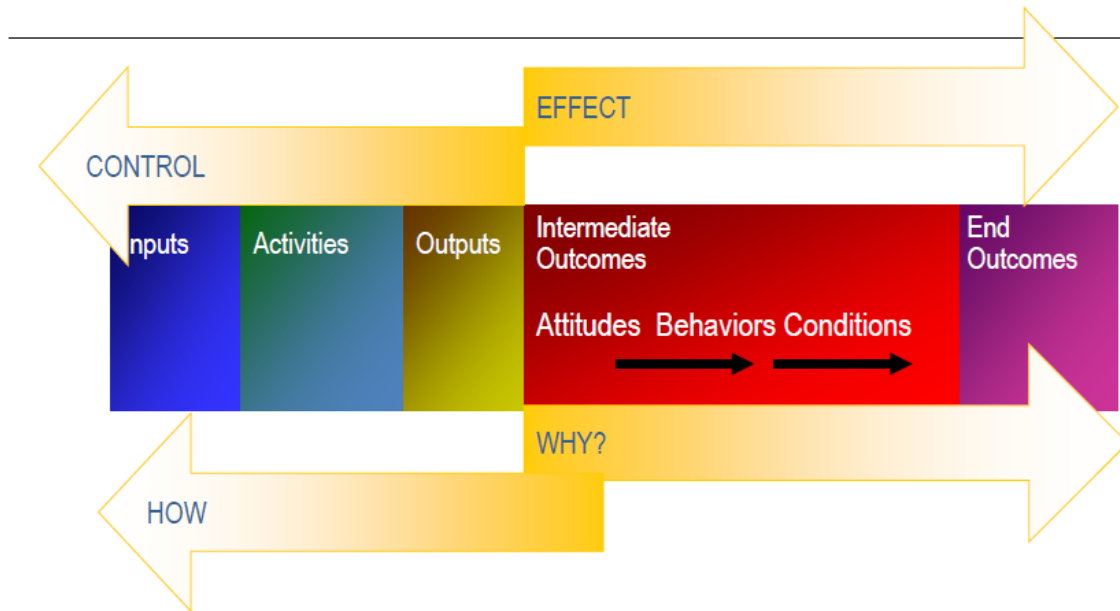 EFFECT
CONTROL
nputs
Activities
Outputs
Intermediate
Outcomes
End
Outcomes
Attitudes Behaviors Conditions
WHY?
HOW